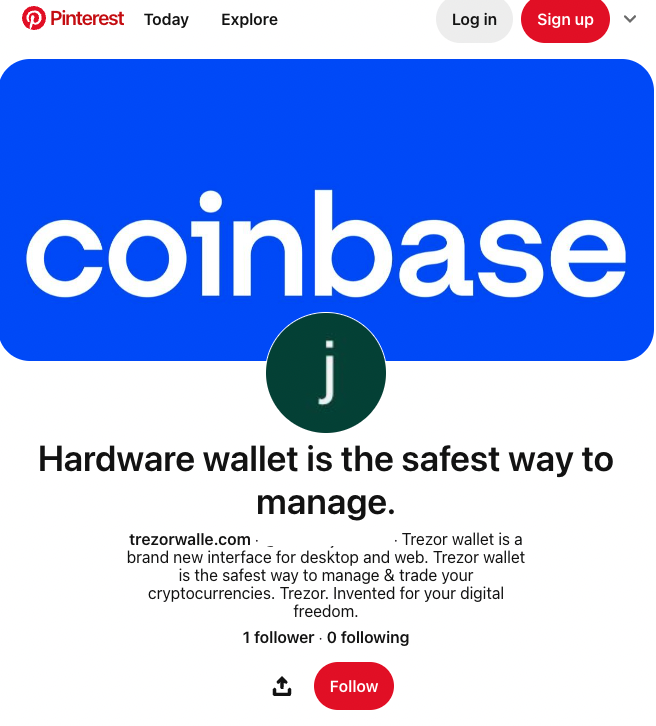 Pinterest Today Explore Log in Sign up
coinbase
j
Hardware wallet is the safest way to
manage.
trezorwalle.com · · Trezor wallet is a
brand new interface for desktop and web. Trezor wallet
is the safest way to manage & trade your
cryptocurrencies. Trezor. Invented for your digital
freedom.
1 follower · 0 following
Follow